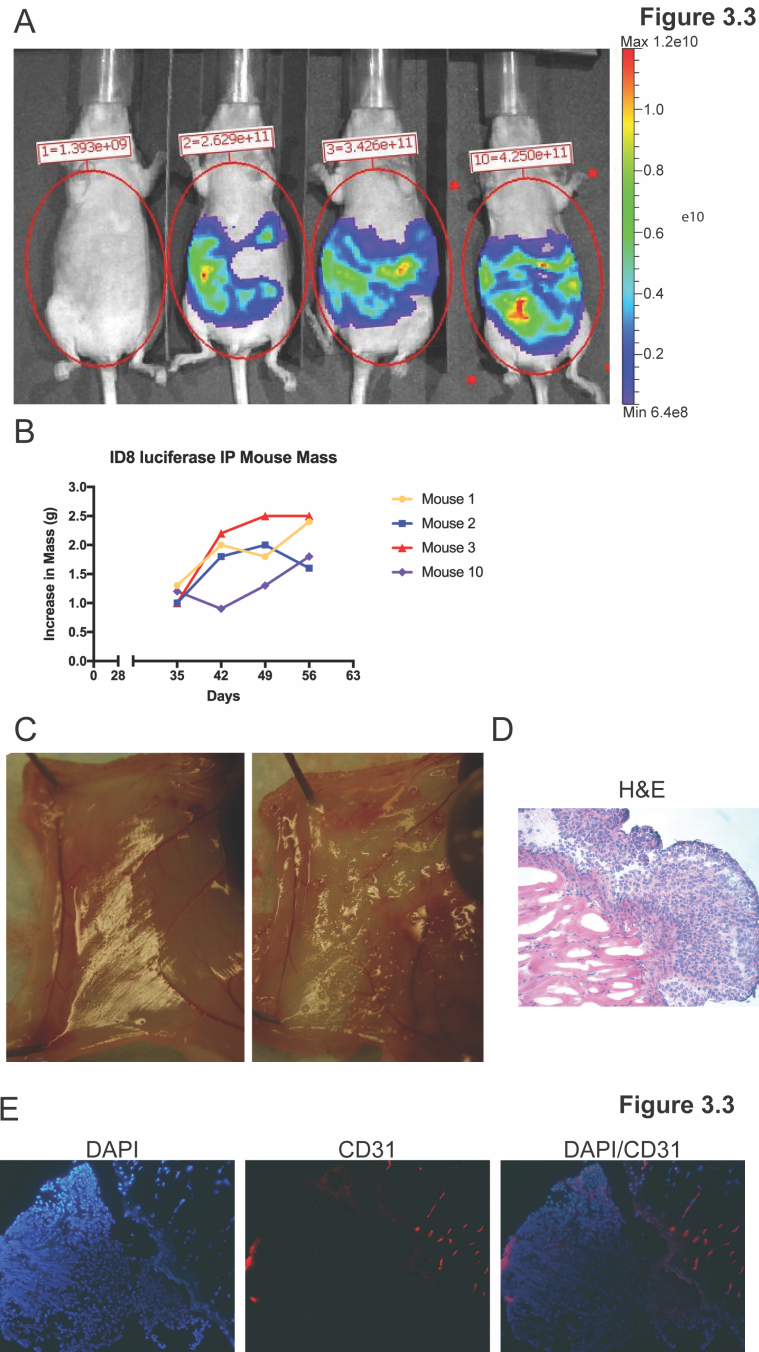 A
Figure 3.3
Max 1.2e10
1=1.393e+09
2=2.629e+11
3=3.426e+11
10=4.250e+11
1.0
0.8
e10
0.6
0.4
0.2
Min 6.4e8
B
ID8 luciferase IP Mouse Mass
Increase in Mass (g)
3.0
2.5
2.0
1.5
1.0
0.5
0.0
0 28 35 42 49 56 63
Days
Mouse 1
Mouse 2
Mouse 3
Mouse 10
C
D
H&E
E
Figure 3.3
DAPI
CD31
DAPI/CD31